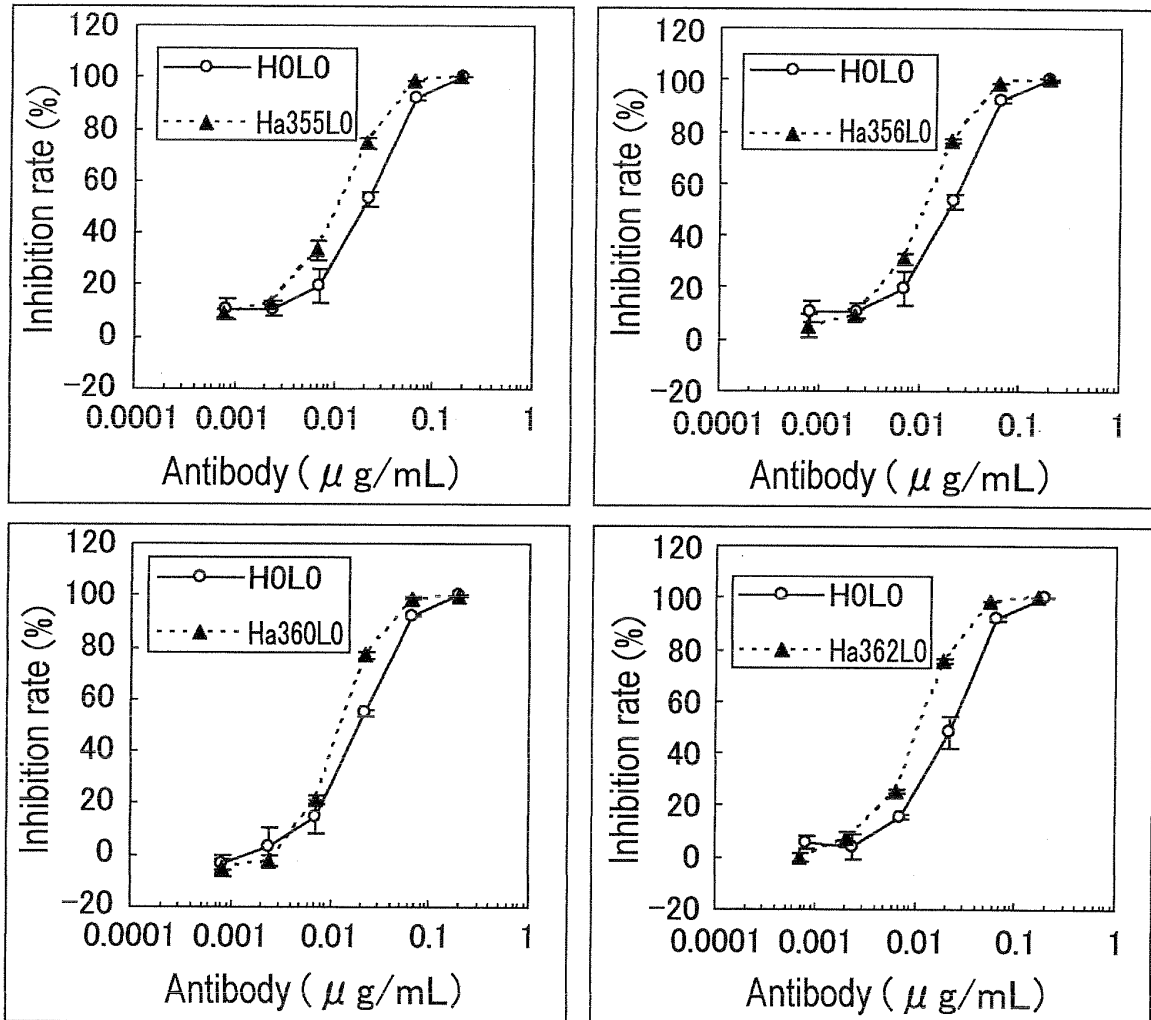 120
100
80
60
40
20
0
−20
Inhibition rate (%)
H0L0
Ha355L0
0.0001 0.001 0.01 0.1 1
Antibody ( μ g/mL)
120
100
80
60
40
20
0
−20
Inhibition rate (%)
H0L0
Ha356L0
0.0001 0.001 0.01 0.1 1
Antibody ( μ g/mL)
120
100
80
60
40
20
0
−20
Inhibition rate (%)
H0L0
Ha360L0
0.0001 0.001 0.01 0.1 1
Antibody ( μ g/mL)
120
100
80
60
40
20
0
−20
Inhibition rate (%)
H0L0
Ha362L0
0.0001 0.001 0.01 0.1 1
Antibody ( μ g/mL)